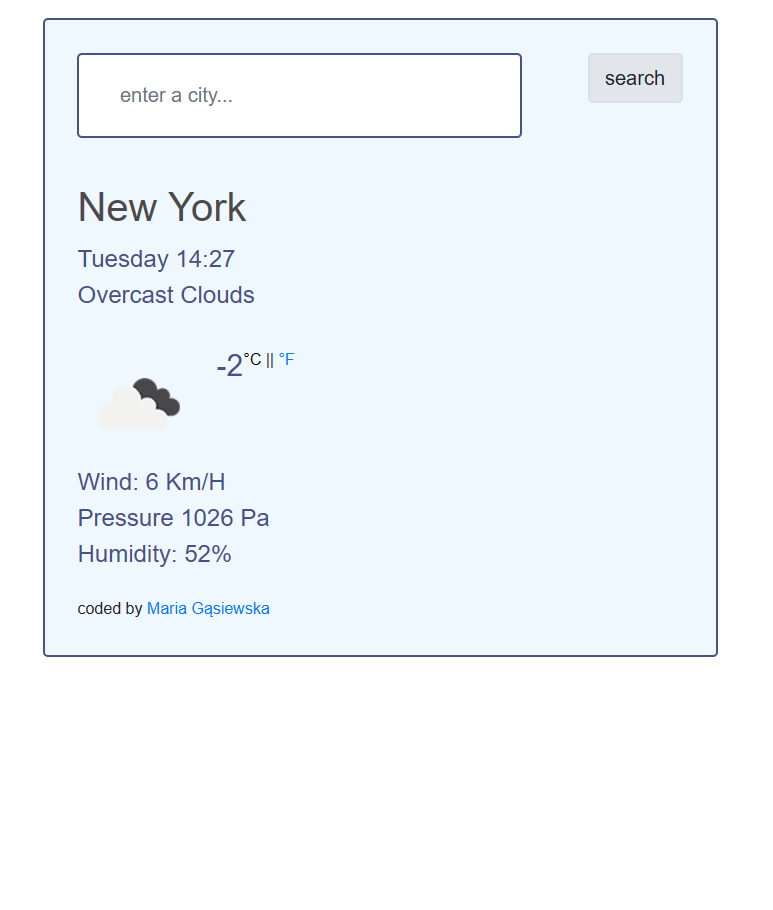 enter a city...
search
New York
Tuesday 14:27
Overcast Clouds
-2°C || °F
Wind: 6 Km/H
Pressure 1026 Pa
Humidity: 52%
coded by Maria Gąsiewska